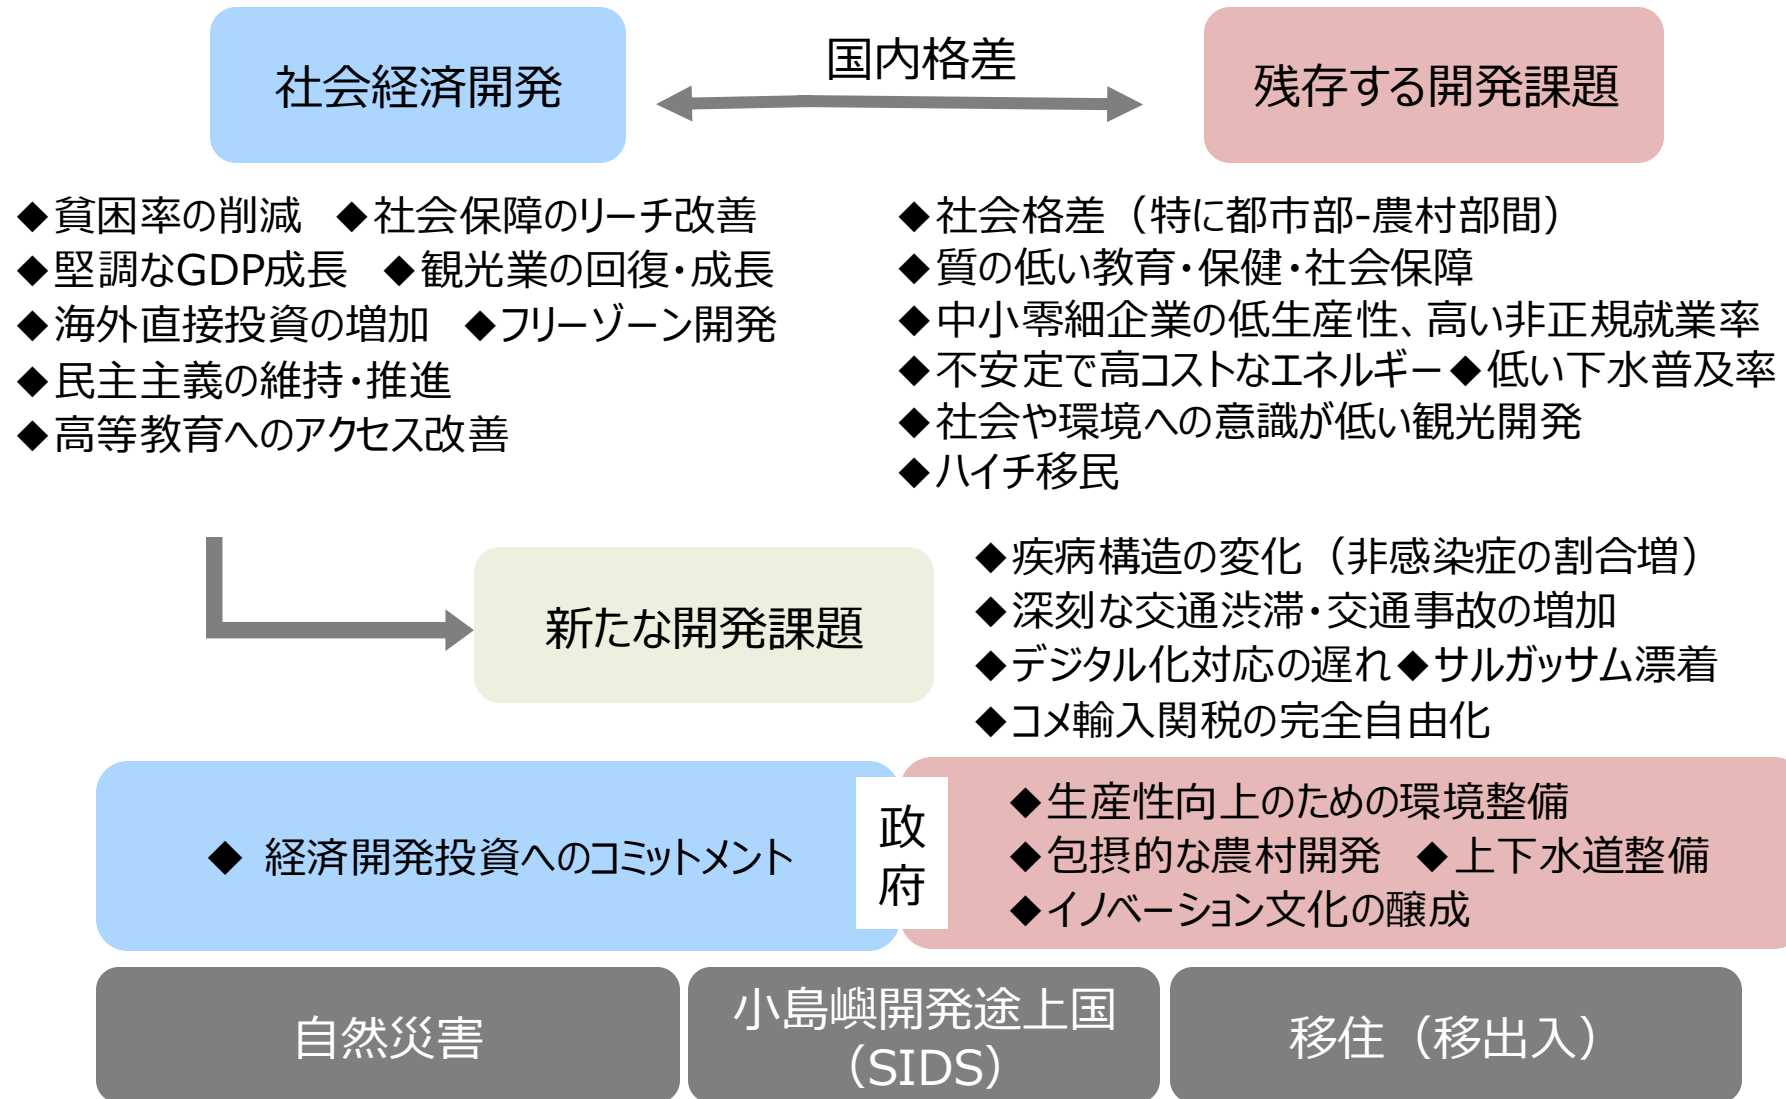 社会経済開発
国内格差
残存する開発課題
◆貧困率の削減　◆社会保障のリーチ改善
◆堅調なGDP成長　◆観光業の回復・成長
◆海外直接投資の増加　◆フリーゾーン開発
◆民主主義の維持・推進
◆高等教育へのアクセス改善
◆社会格差（特に都市部-農村部間）
◆質の低い教育・保健・社会保障
◆中小零細企業の低生産性、高い非正規就業率
◆不安定で高コストなエネルギー◆低い下水普及率
◆社会や環境への意識が低い観光開発
◆ハイチ移民
新たな開発課題
◆疾病構造の変化（非感染症の割合増）
◆深刻な交通渋滞・交通事故の増加
◆デジタル化対応の遅れ◆サルガッサム漂着
◆コメ輸入関税の完全自由化
◆ 経済開発投資へのコミットメント
政
府
◆生産性向上のための環境整備
◆包摂的な農村開発　◆上下水道整備
◆イノベーション文化の醸成
自然災害
小島嶼開発途上国
（SIDS）
移住（移出入）